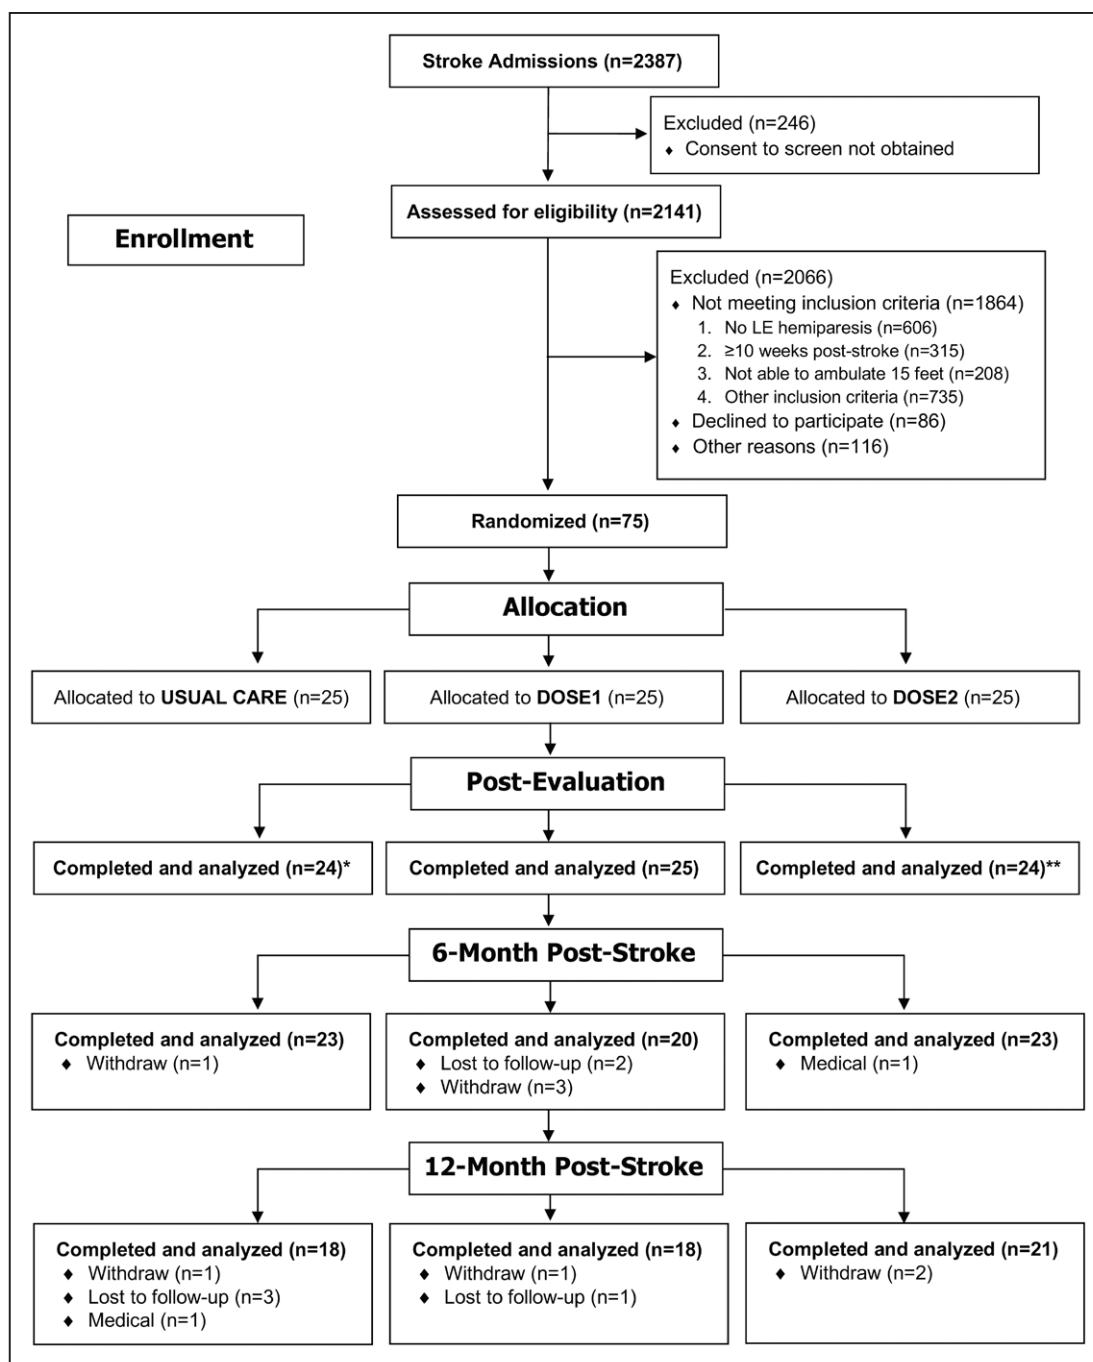 Stroke Admissions (n=2387)
Excluded (n=246)
♦ Consent to screen not obtained
Assessed for eligibility (n=2141)
Enrollment
Excluded (n=2066)
♦ Not meeting inclusion criteria (n=1864)
1. No LE hemiparesis (n=606)
2. ≥10 weeks post-stroke (n=315)
3. Not able to ambulate 15 feet (n=208)
4. Other inclusion criteria (n=735)
♦ Declined to participate (n=86)
♦ Other reasons (n=116)
Randomized (n=75)
Allocation
Allocated to USUAL CARE (n=25)
Allocated to DOSE1 (n=25)
Allocated to DOSE2 (n=25)
Post-Evaluation
Completed and analyzed (n=24)*
Completed and analyzed (n=25)
Completed and analyzed (n=24)**
6-Month Post-Stroke
Completed and analyzed (n=23)
♦ Withdraw (n=1)
Completed and analyzed (n=20)
♦ Lost to follow-up (n=2)
♦ Withdraw (n=3)
Completed and analyzed (n=23)
♦ Medical (n=1)
12-Month Post-Stroke
Completed and analyzed (n=18)
♦ Withdraw (n=1)
♦ Lost to follow-up (n=3)
♦ Medical (n=1)
Completed and analyzed (n=18)
♦ Withdraw (n=1)
♦ Lost to follow-up (n=1)
Completed and analyzed (n=21)
♦ Withdraw (n=2)